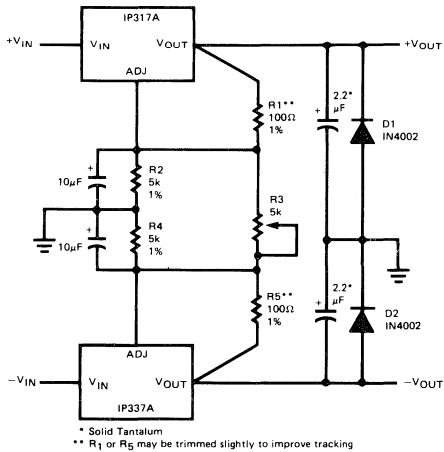 IP317A
+VIN
VIN
VOUT
+VOUT
ADJ
R1**
100Ω
1%
2.2*
μF
+
D1
IN4002
+
10μF
R2
5k
1%
R3
5k
+
10μF
R4
5k
1%
R5**
100Ω
1%
2.2*
μF
+
D2
IN4002
ADJ
−VIN
VIN
VOUT
−VOUT
IP337A
* Solid Tantalum
** R1 or R5 may be trimmed slightly to improve tracking